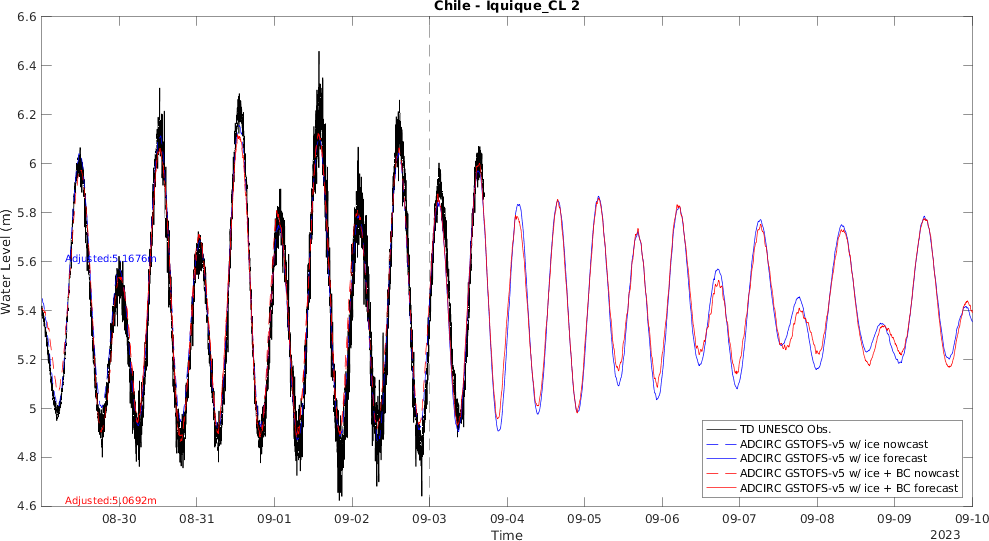 Chile - Iquique_CL 2
6.6
6.4
6.2
6
5.8
5.6
5.4
5.2
5
4.8
4.6
Water Level (m)
Adjusted:5.1676m
Adjusted:5.0692m
TD UNESCO Obs.
ADCIRC GSTOFS-v5 w/ ice nowcast
ADCIRC GSTOFS-v5 w/ ice forecast
ADCIRC GSTOFS-v5 w/ ice + BC nowcast
ADCIRC GSTOFS-v5 w/ ice + BC forecast
08-30 08-31 09-01 09-02 09-03 09-04 09-05 09-06 09-07 09-08 09-09 09-10
Time
2023